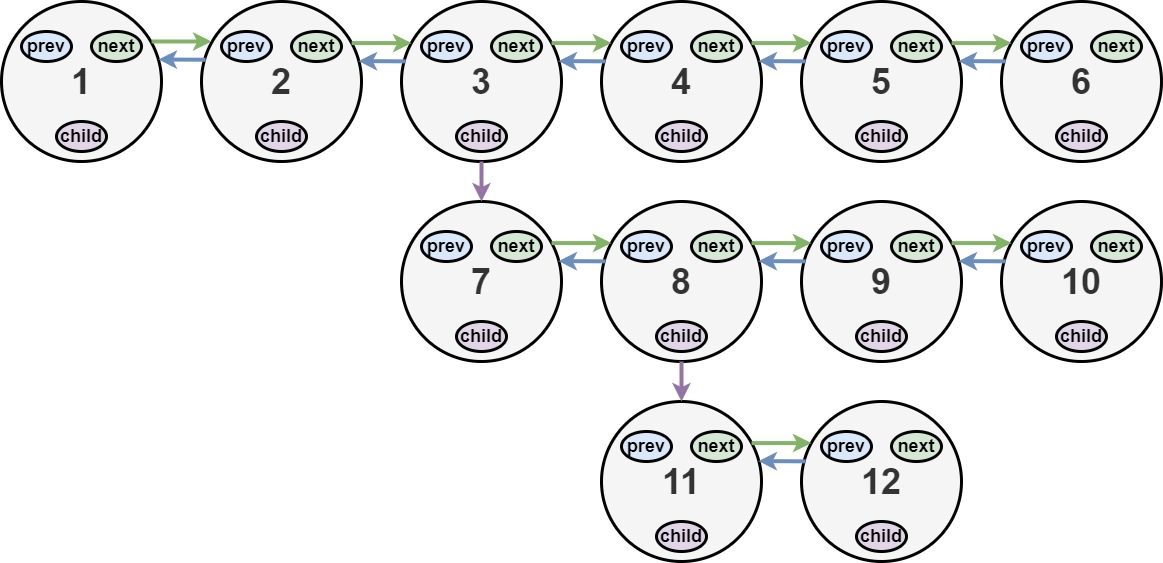 prev next prev next prev next prev next prev next prev next
1 2 3 4 5 6
child child child child child child
prev next prev next prev next prev next
7 8 9 10
child child child child
prev next prev next
11 12
child child